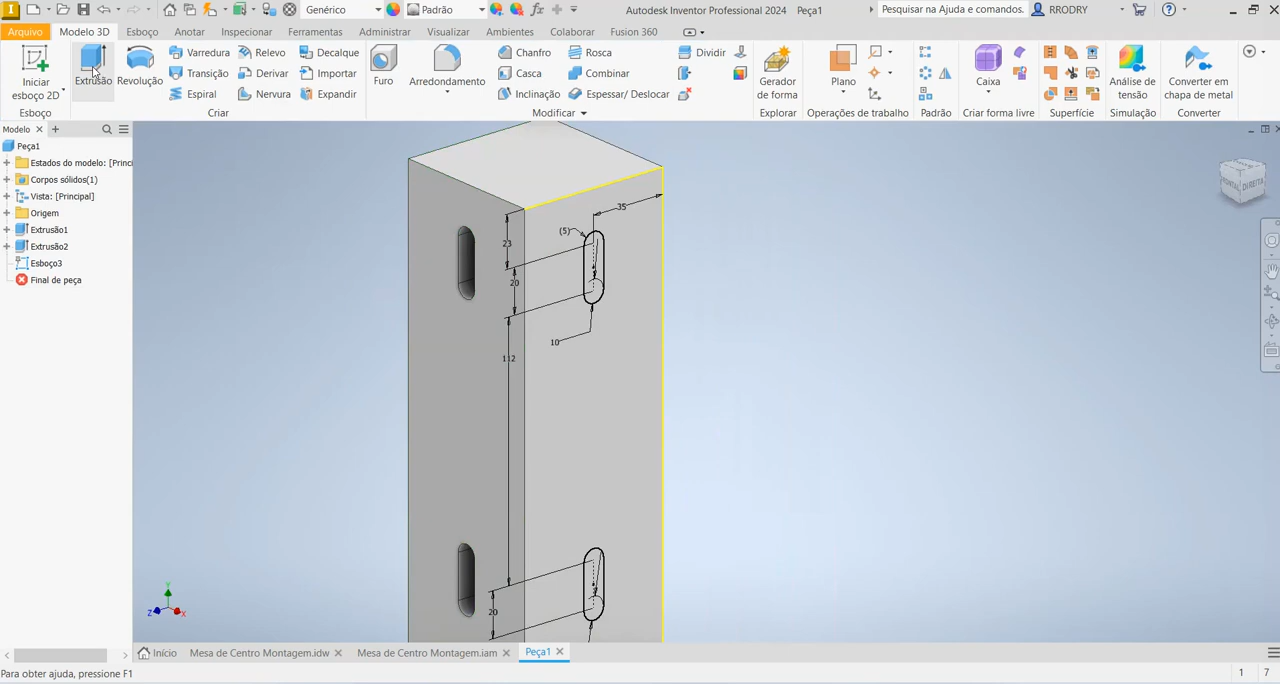 Genérico
Padrão
Autodesk Inventor Professional 2024 Peça1
Pesquisar na Ajuda e comandos.
RRODRY
Arquivo Modelo 3D Esboço Anotar Inspecionar Ferramentas Administrar Visualizar Ambientes Colaborar Fusion 360
Iniciar
esboço 2D
Extrusão
Revolução
Varredura
Relevo
Decalque
Transição
Derivar
Importar
Espiral
Nervura
Expandir
Furo
Arredondamento
Chanfro
Rosca
Dividir
Casca
Combinar
Inclinação
Espessar/ Deslocar
Gerador
de forma
Plano
Caixa
Análise de
tensão
Converter em
chapa de metal
Esboço Criar Modificar Explorar Operações de trabalho Padrão Criar forma livre Superfície Simulação Converter
Modelo
Peça1
Estados do modelo: [Princi
Corpos sólidos(1)
Vista: [Principal]
Origem
Extrusão1
Extrusão2
Esboço3
Final de peça
35
(5)
23
20
10
112
20
FRONTAL
DIREITA
Y
Z
X
Início
Mesa de Centro Montagem.idw
Mesa de Centro Montagem.iam
Peça1
Para obter ajuda, pressione F1
1 7